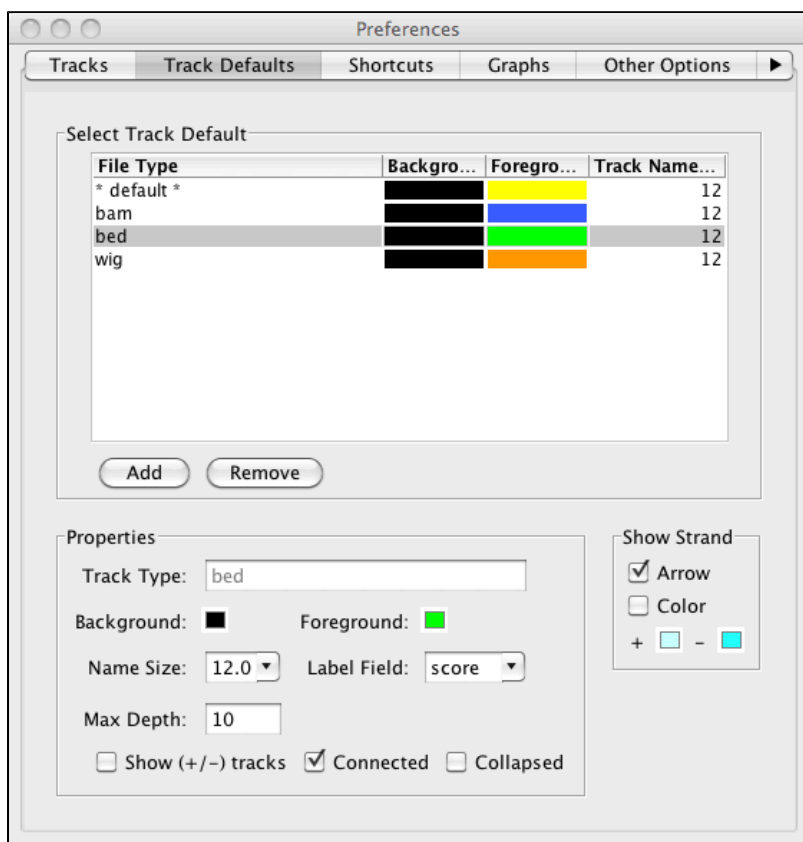 Preferences
Tracks Track Defaults Shortcuts Graphs Other Options
Select Track Default
File Type Backgro... Foregro... Track Name...
* default * 12
bam 12
bed 12
wig 12
Add Remove
Properties
Track Type: bed
Background: Foreground:
Name Size: 12.0 Label Field: score
Max Depth: 10
Show (+/-) tracks Connected Collapsed
Show Strand
Arrow
Color
+ -